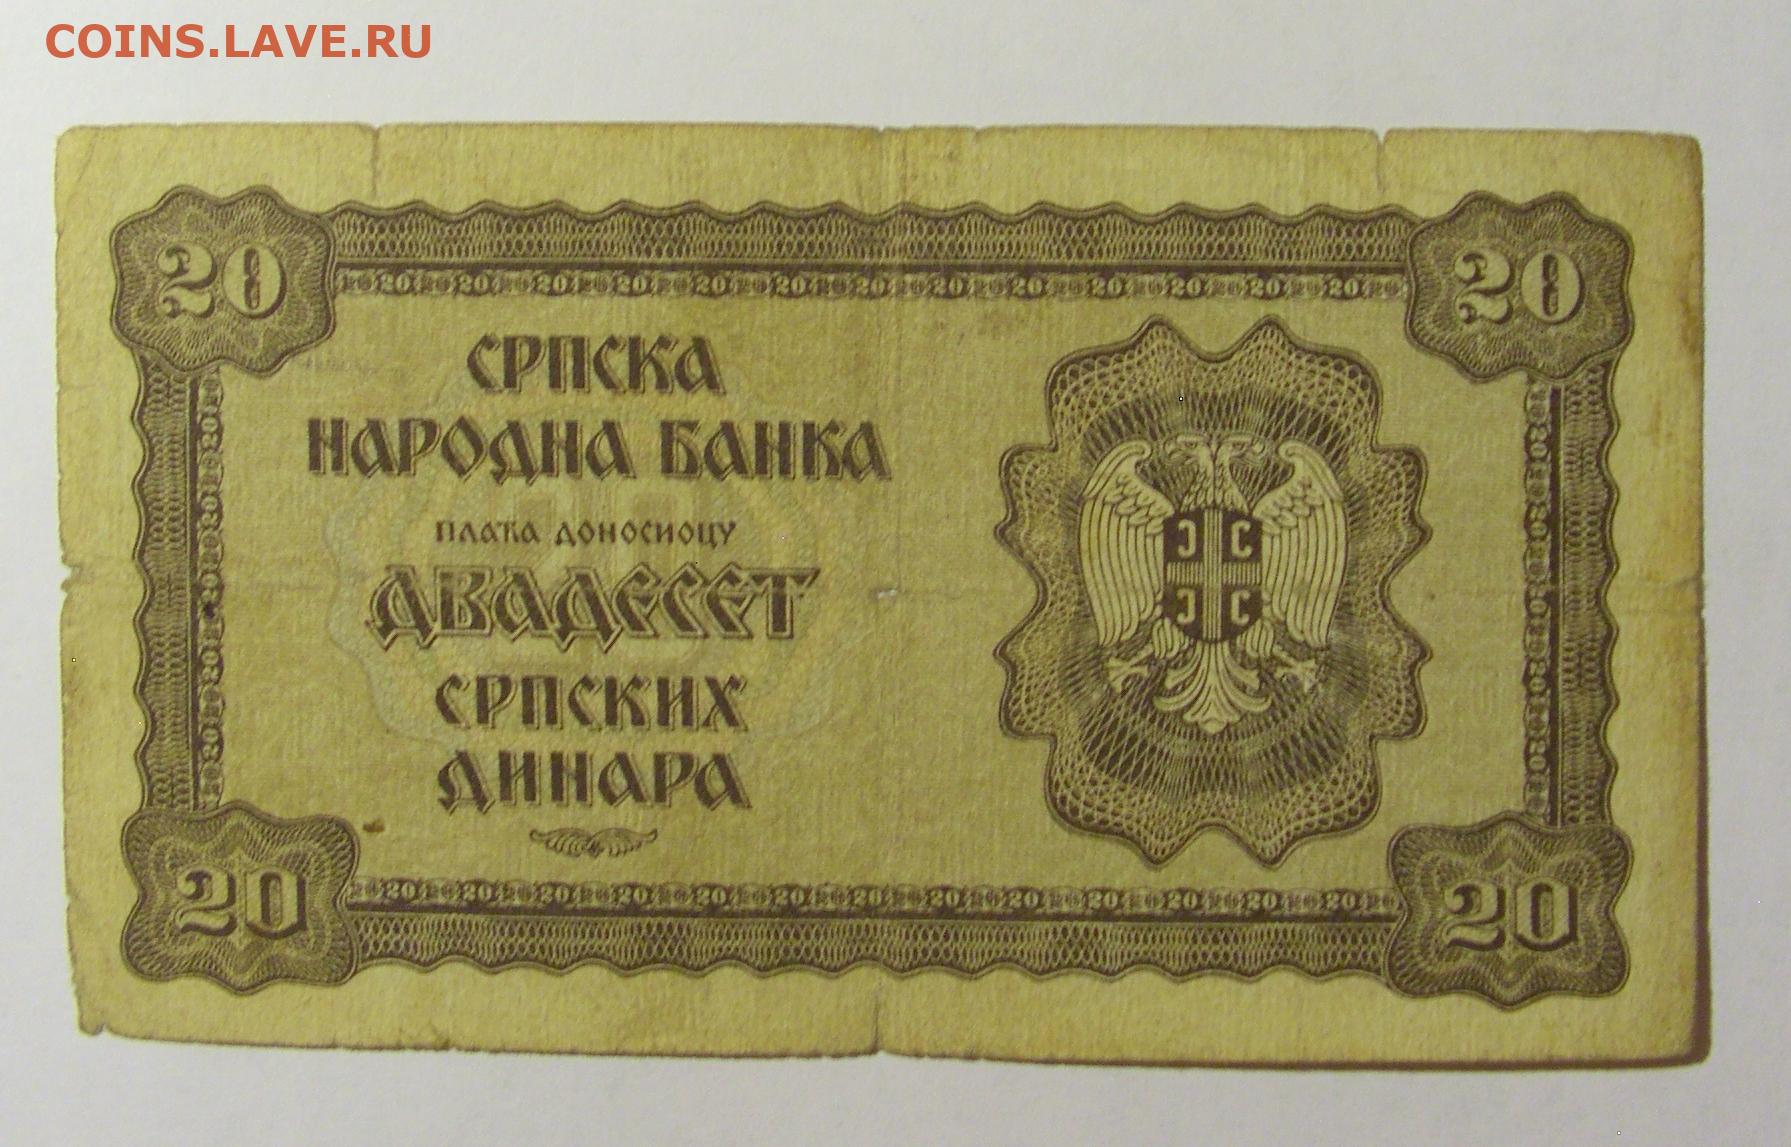 COINS.LAVE.RU
20 20
СРПСКА
НАРОДНА БАНКА
ПЛАЋА ДОНОСИОЦУ
ДВАДЕСЕТ
СРПСКИХ
ДИНАРА
20 20